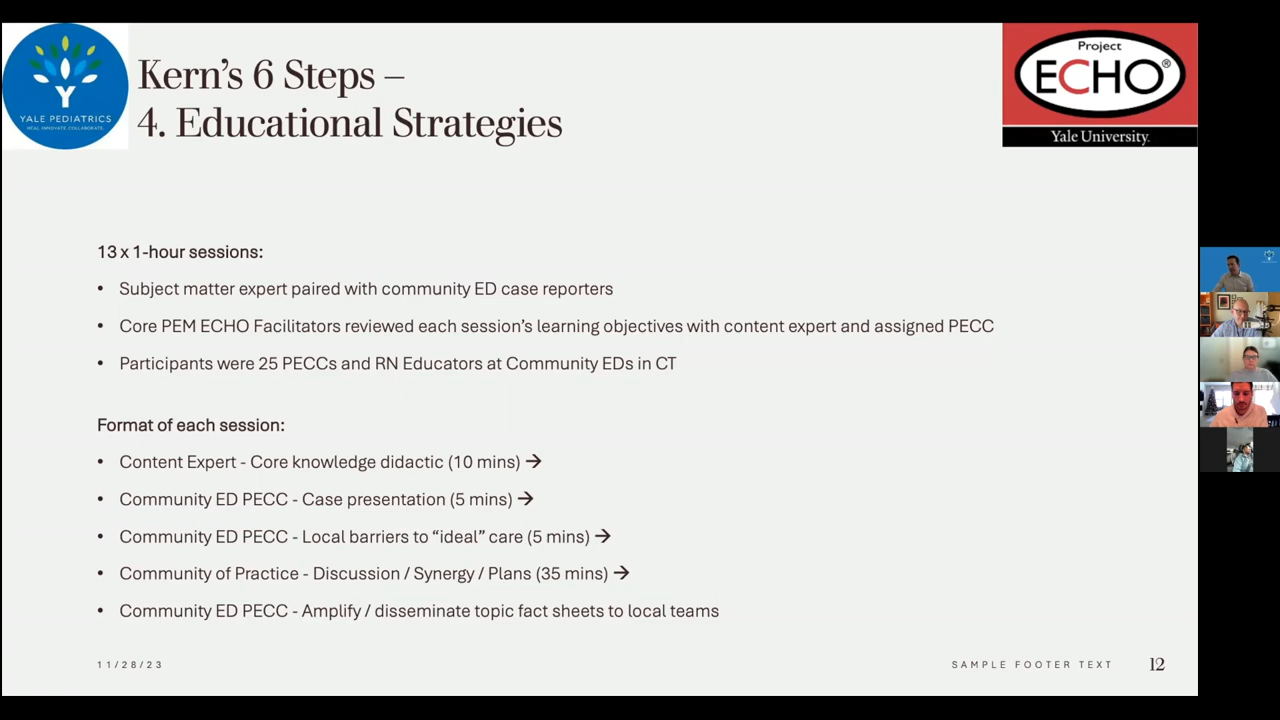 YALE PEDIATRICS
HEAL. INNOVATE. COLLABORATE.
Kern's 6 Steps –
4. Educational Strategies
Project
ECHO®
Yale University.
13 x 1-hour sessions:
• Subject matter expert paired with community ED case reporters
• Core PEM ECHO Facilitators reviewed each session's learning objectives with content expert and assigned PECC
• Participants were 25 PECCs and RN Educators at Community EDs in CT
Format of each session:
• Content Expert - Core knowledge didactic (10 mins) →
• Community ED PECC - Case presentation (5 mins) →
• Community ED PECC - Local barriers to “ideal” care (5 mins) →
• Community of Practice - Discussion / Synergy / Plans (35 mins) →
• Community ED PECC - Amplify / disseminate topic fact sheets to local teams
11/28/23
SAMPLE FOOTER TEXT
12